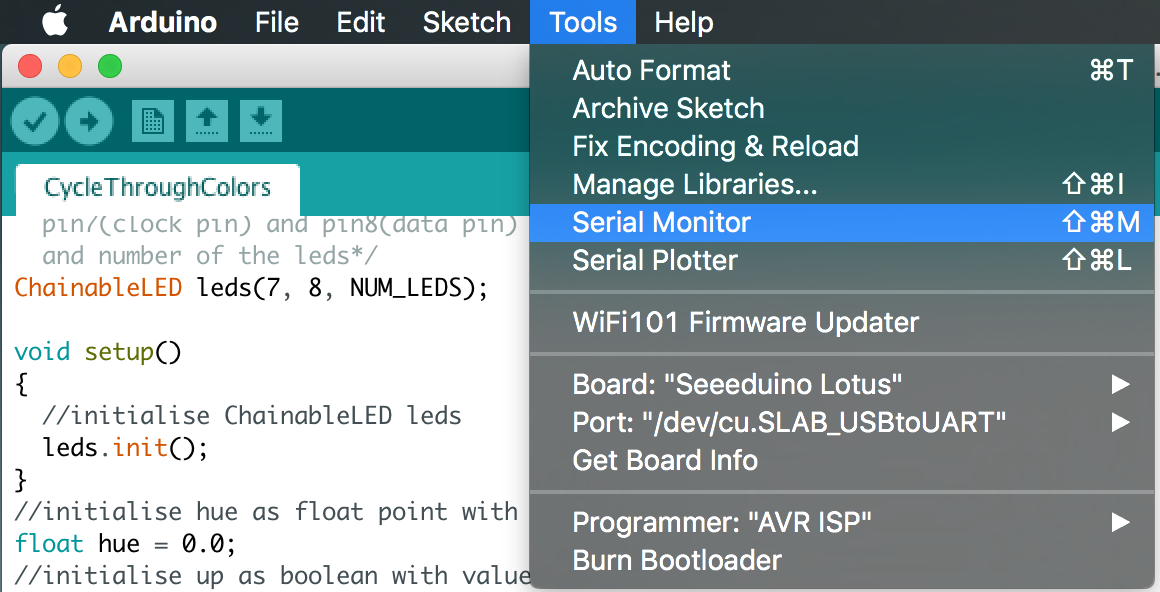 Arduino File Edit Sketch Tools Help
Auto Format ⌘T
Archive Sketch
Fix Encoding & Reload
Manage Libraries... ⇧⌘I
Serial Monitor ⇧⌘M
Serial Plotter ⇧⌘L
WiFi101 Firmware Updater
Board: "Seeeduino Lotus"
Port: "/dev/cu.SLAB_USBtoUART"
Get Board Info
Programmer: "AVR ISP"
Burn Bootloader
CycleThroughColors
pin7(clock pin) and pin8(data pin)
and number of the leds*/
ChainableLED leds(7, 8, NUM_LEDS);
void setup()
{
//initialise ChainableLED leds
leds.init();
}
//initialise hue as float point with
float hue = 0.0;
//initialise up as boolean with value